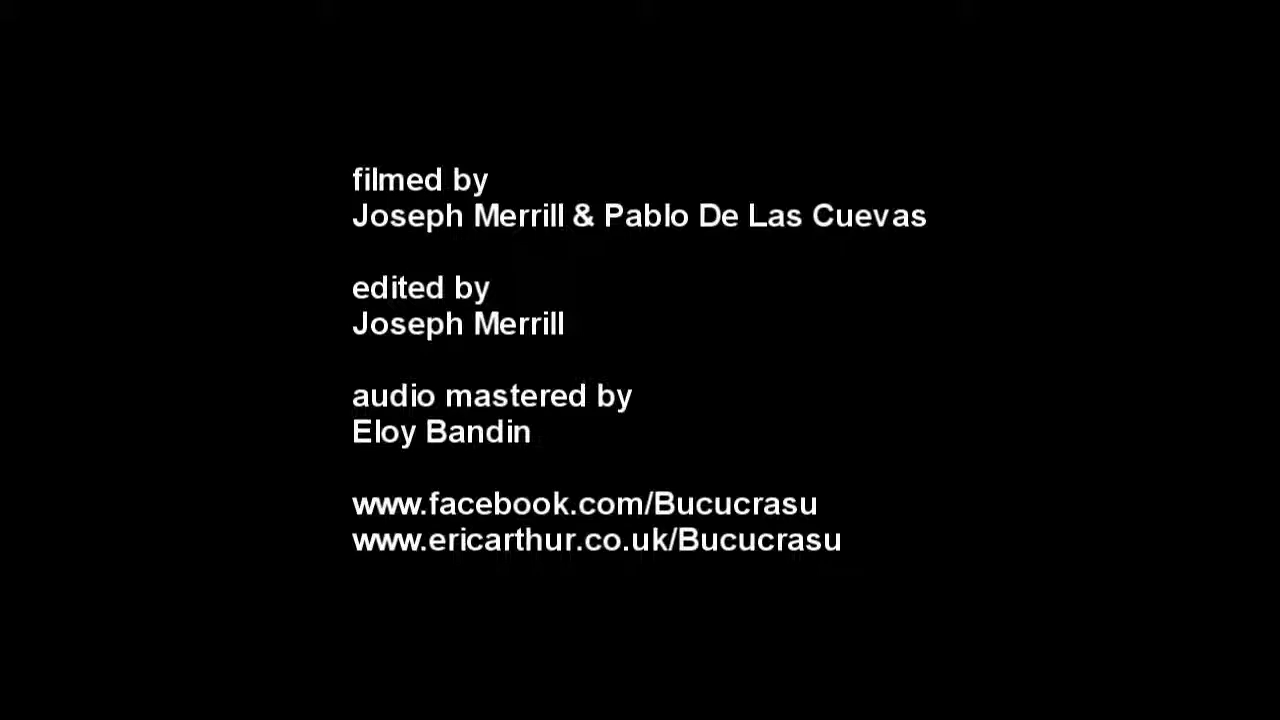 filmed by
Joseph Merrill & Pablo De Las Cuevas
edited by
Joseph Merrill
audio mastered by
Eloy Bandin
www.facebook.com/Bucucrasu
www.ericarthur.co.uk/Bucucrasu